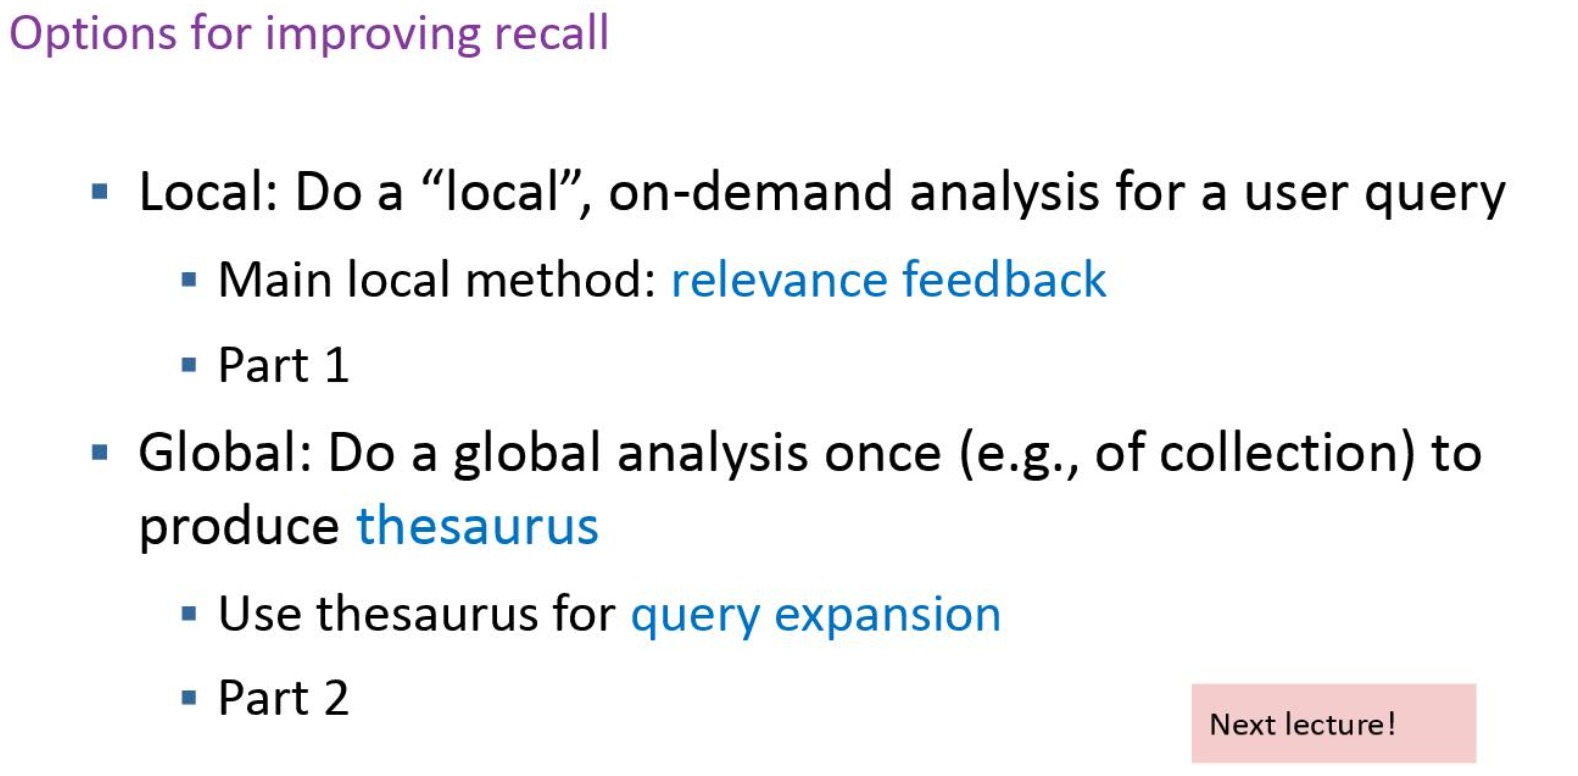 Options for improving recall
Local: Do a “local”, on-demand analysis for a user query
Main local method: relevance feedback
Part 1
Global: Do a global analysis once (e.g., of collection) to
produce thesaurus
Use thesaurus for query expansion
Part 2
Next lecture!